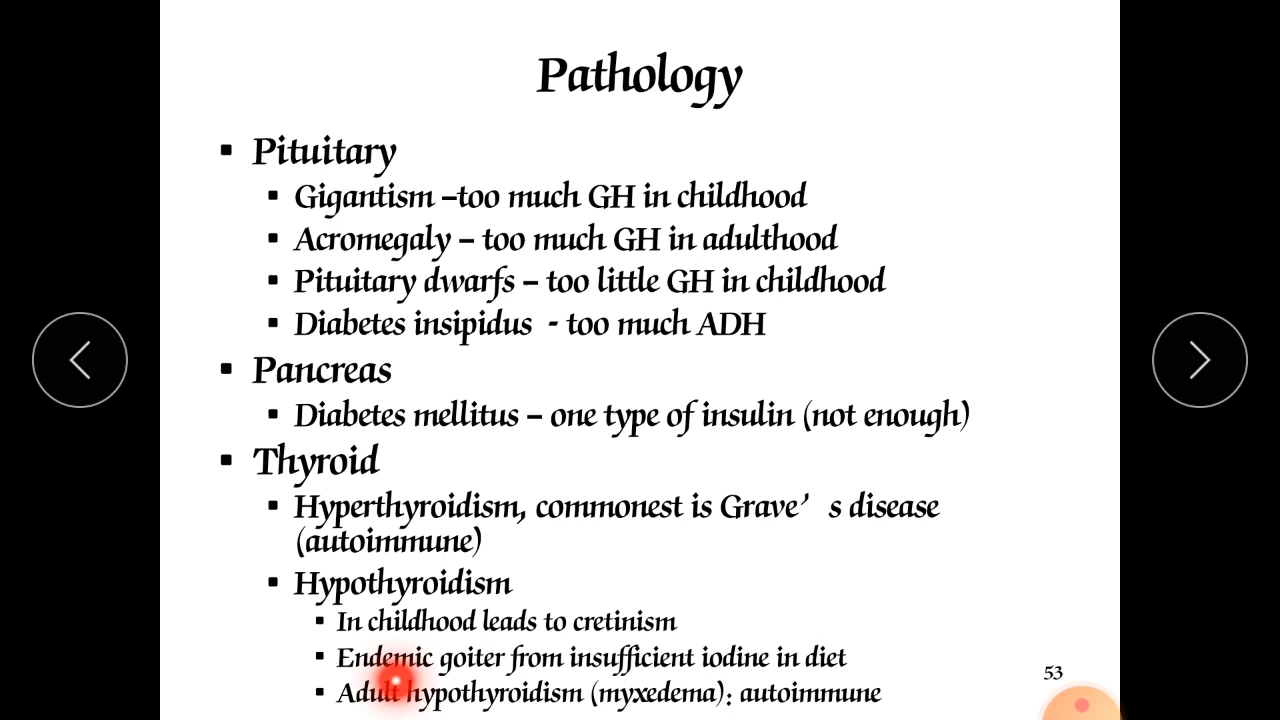 Pathology
▪ Pituitary
▪ Gigantism –too much GH in childhood
▪ Acromegaly – too much GH in adulthood
▪ Pituitary dwarfs – too little GH in childhood
▪ Diabetes insipidus - too much ADH
▪ Pancreas
▪ Diabetes mellitus – one type of insulin (not enough)
▪ Thyroid
▪ Hyperthyroidism, commonest is Grave’ s disease
(autoimmune)
▪ Hypothyroidism
▪ In childhood leads to cretinism
▪ Endemic goiter from insufficient iodine in diet
▪ Adult hypothyroidism (myxedema): autoimmune
53